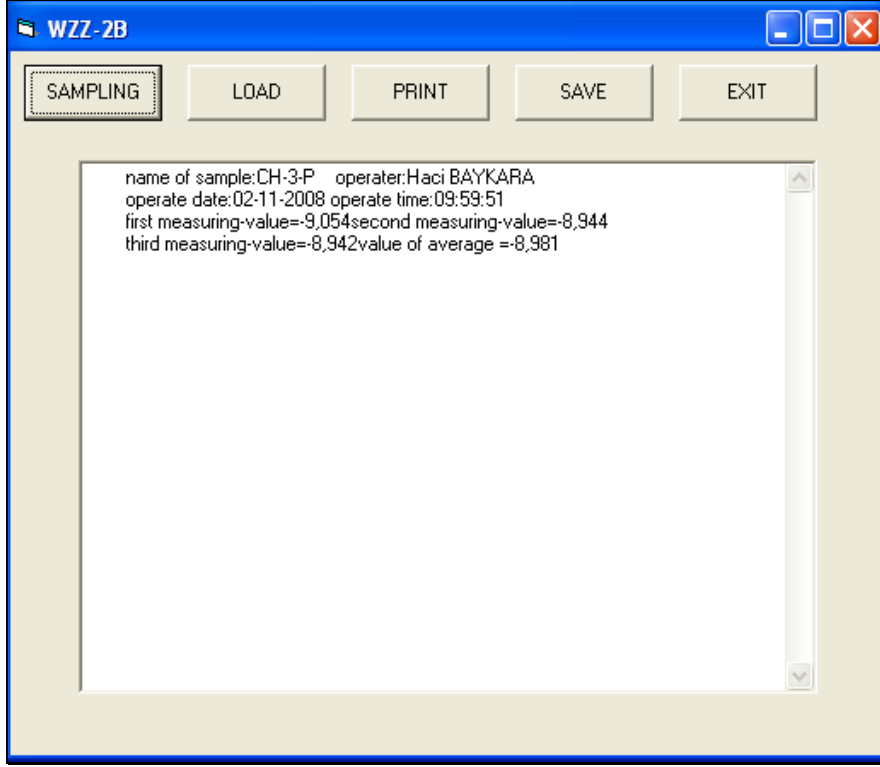 WZZ-2B
SAMPLING LOAD PRINT SAVE EXIT
name of sample:CH-3-P operater:Haci BAYKARA
operate date:02-11-2008 operate time:09:59:51
first measuring-value=-9,054second measuring-value=-8,944
third measuring-value=-8,942value of average =-8,981